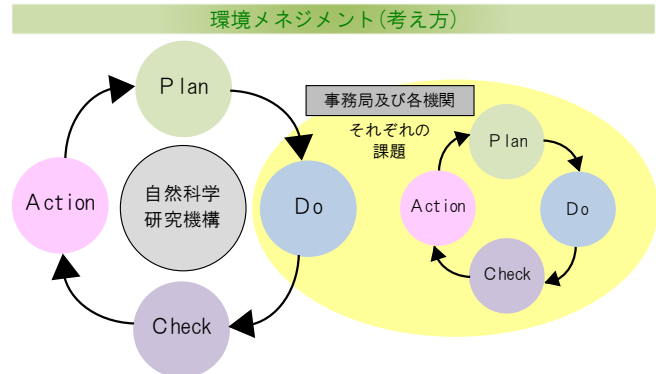 環境メネジメント(考え方)
Plan
Do
Check
Action
自然科学
研究機構
事務局及び各機関
それぞれの
課題
Plan
Do
Check
Action